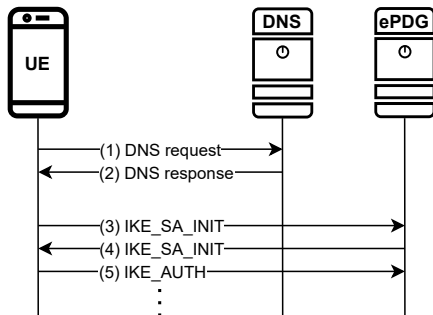 UE
DNS
ePDG
(1) DNS request
(2) DNS response
(3) IKE_SA_INIT
(4) IKE_SA_INIT
(5) IKE_AUTH